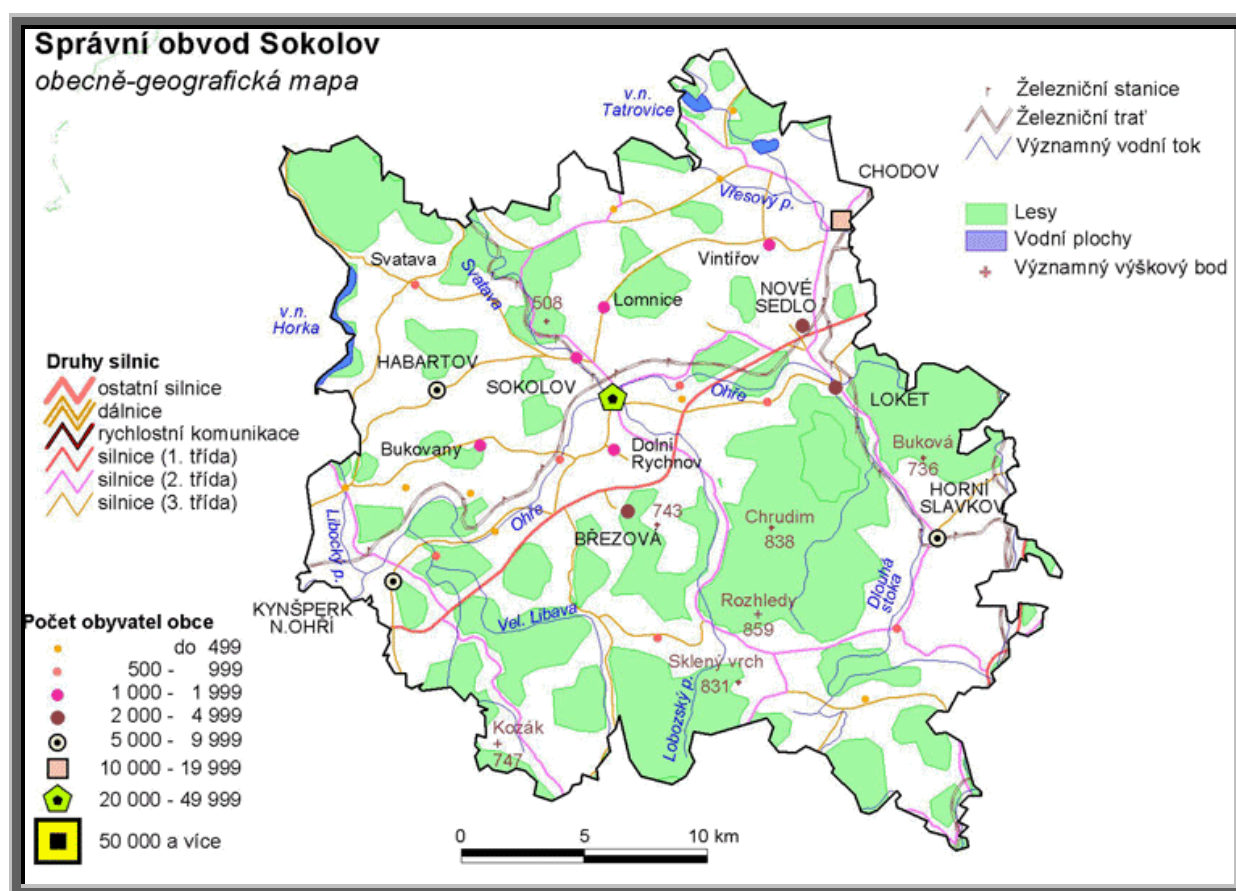 Správní obvod Sokolov
obecně-geografická mapa
v.n.
Tatrovice
Železniční stanice
Železniční trať
Významný vodní tok
CHODOV
Vřesový p.
Lesy
Vodní plochy
Významný výškový bod
Svatava
Svatava
Vintířov
NOVÉ
SEDLO
Lomnice
508
v.n.
Horka
Druhy silnic
ostatní silnice
dálnice
rychlostní komunikace
silnice (1. třída)
silnice (2. třída)
silnice (3. třída)
HABARTOV
SOKOLOV
Ohře
LOKET
Bukovany
Dolní
Rychnov
Buková
736
HORNÍ
SLAVKOV
Libocký p.
Ohře
743
BŘEZOVÁ
Chrudim
838
Dlouhá
stoka
KYNŠPERK
N.OHŘÍ
Vel. Libava
Rozhledy
859
Sklený vrch
831
Lobozský p.
Kozák
747
Počet obyvatel obce
do 499
500 - 999
1 000 - 1 999
2 000 - 4 999
5 000 - 9 999
10 000 - 19 999
20 000 - 49 999
50 000 a více
0 5 10 km